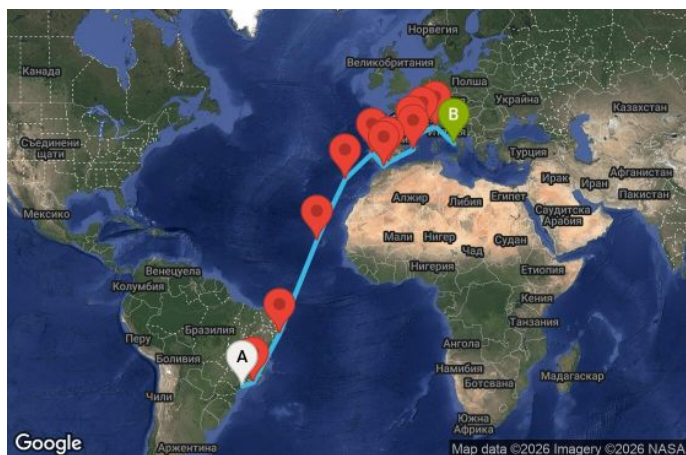 Норвегия
Великобритания
Полша
Украйна
Казахстан
Канада
Съединени
щати
Мексико
B
Турция
Ирак
Иран
Афганистан
Пакистан
Алжир
Либия
Египет
Саудитска
Арабия
Мали
Нигер
Чад
Судан
Нигерия
Етиопия
Венецуела
Колумбия
Кения
Бразилия
Танзания
Перу
A
Боливия
Ангола
Намибия
Ботсвана
Мадагаскар
Чили
Южна
Африка
Аржентина
Google
Map data ©2026 Imagery ©2026 NASA